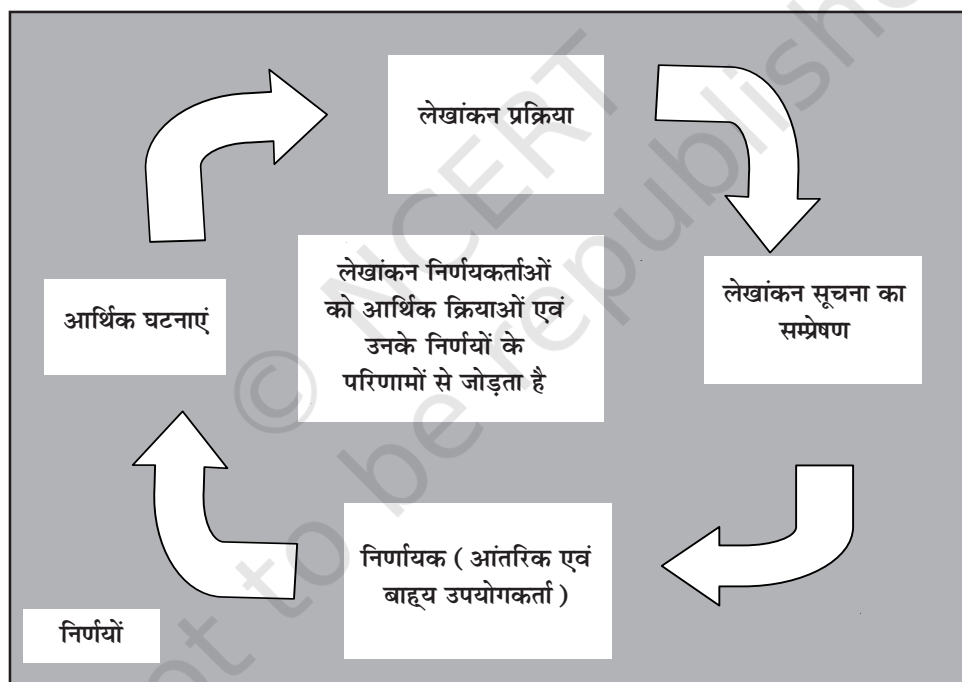 लेखांकन प्रक्रिया
लेखांकन निर्णयकर्ताओं
को आर्थिक क्रियाओं एवं
उनके निर्णयों के
परिणामों से जोड़ता है
लेखांकन सूचना का
सम्प्रेषण
आर्थिक घटनाएं
निर्णायक ( आंतरिक एवं
बाह्य उपयोगकर्ता )
निर्णयों
© NCERT
not to be republished